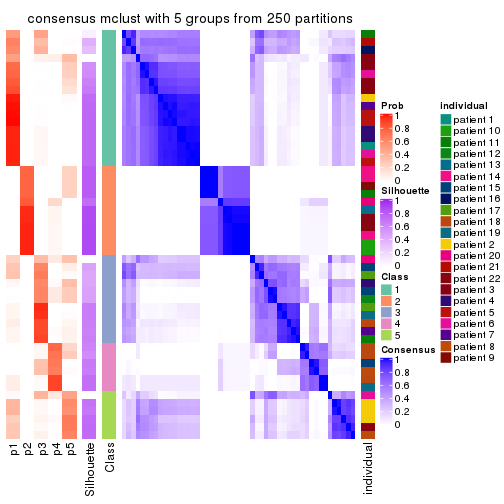 consensus mclust with 5 groups from 250 partitions
p1
p2
p3
p4
p5
Silhouette
Class
individual
Prob
1
0.8
0.6
0.4
0.2
0
Silhouette
1
0.8
0.6
0.4
0.2
0
Class
1
2
3
4
5
Consensus
1
0.8
0.6
0.4
0.2
0
individual
patient 1
patient 10
patient 11
patient 12
patient 13
patient 14
patient 15
patient 16
patient 17
patient 18
patient 19
patient 2
patient 20
patient 21
patient 22
patient 3
patient 4
patient 5
patient 6
patient 7
patient 8
patient 9